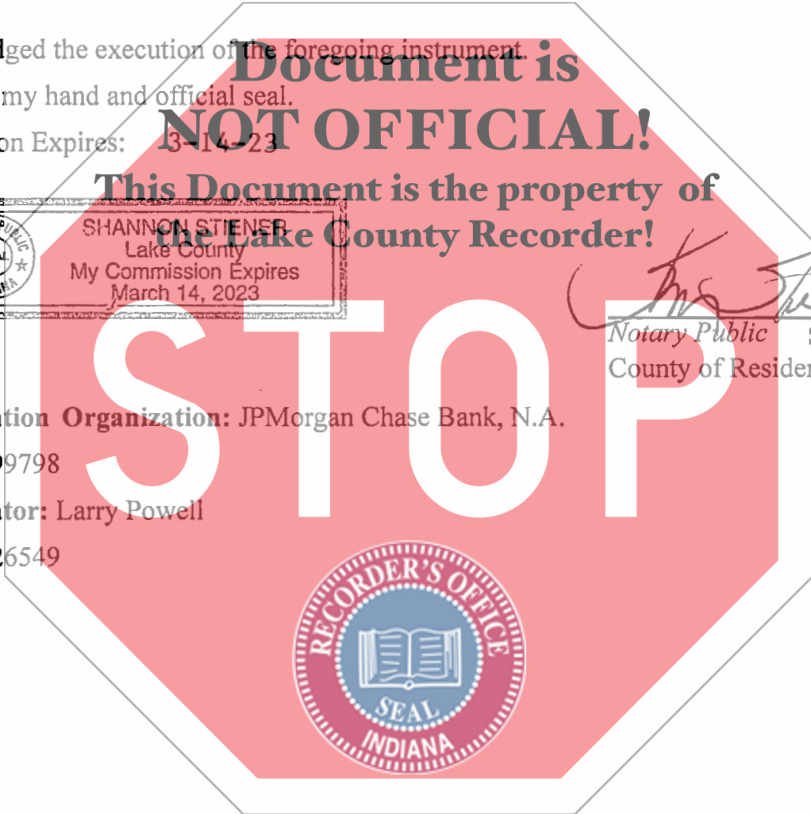 dged the execution of the foregoing instrument.
Document is
my hand and official seal.
on Expires: 3-14-23
NOT OFFICIAL!
This Document is the property of
the Lake County Recorder!
PUBLIC
SHANNON STIENER
Lake County
My Commission Expires
March 14, 2023
Notary Public
County of Residen
STOP
ation Organization: JPMorgan Chase Bank, N.A.
99798
ator: Larry Powell
26549
RECORDER'S OFFICE
SEAL
INDIANA